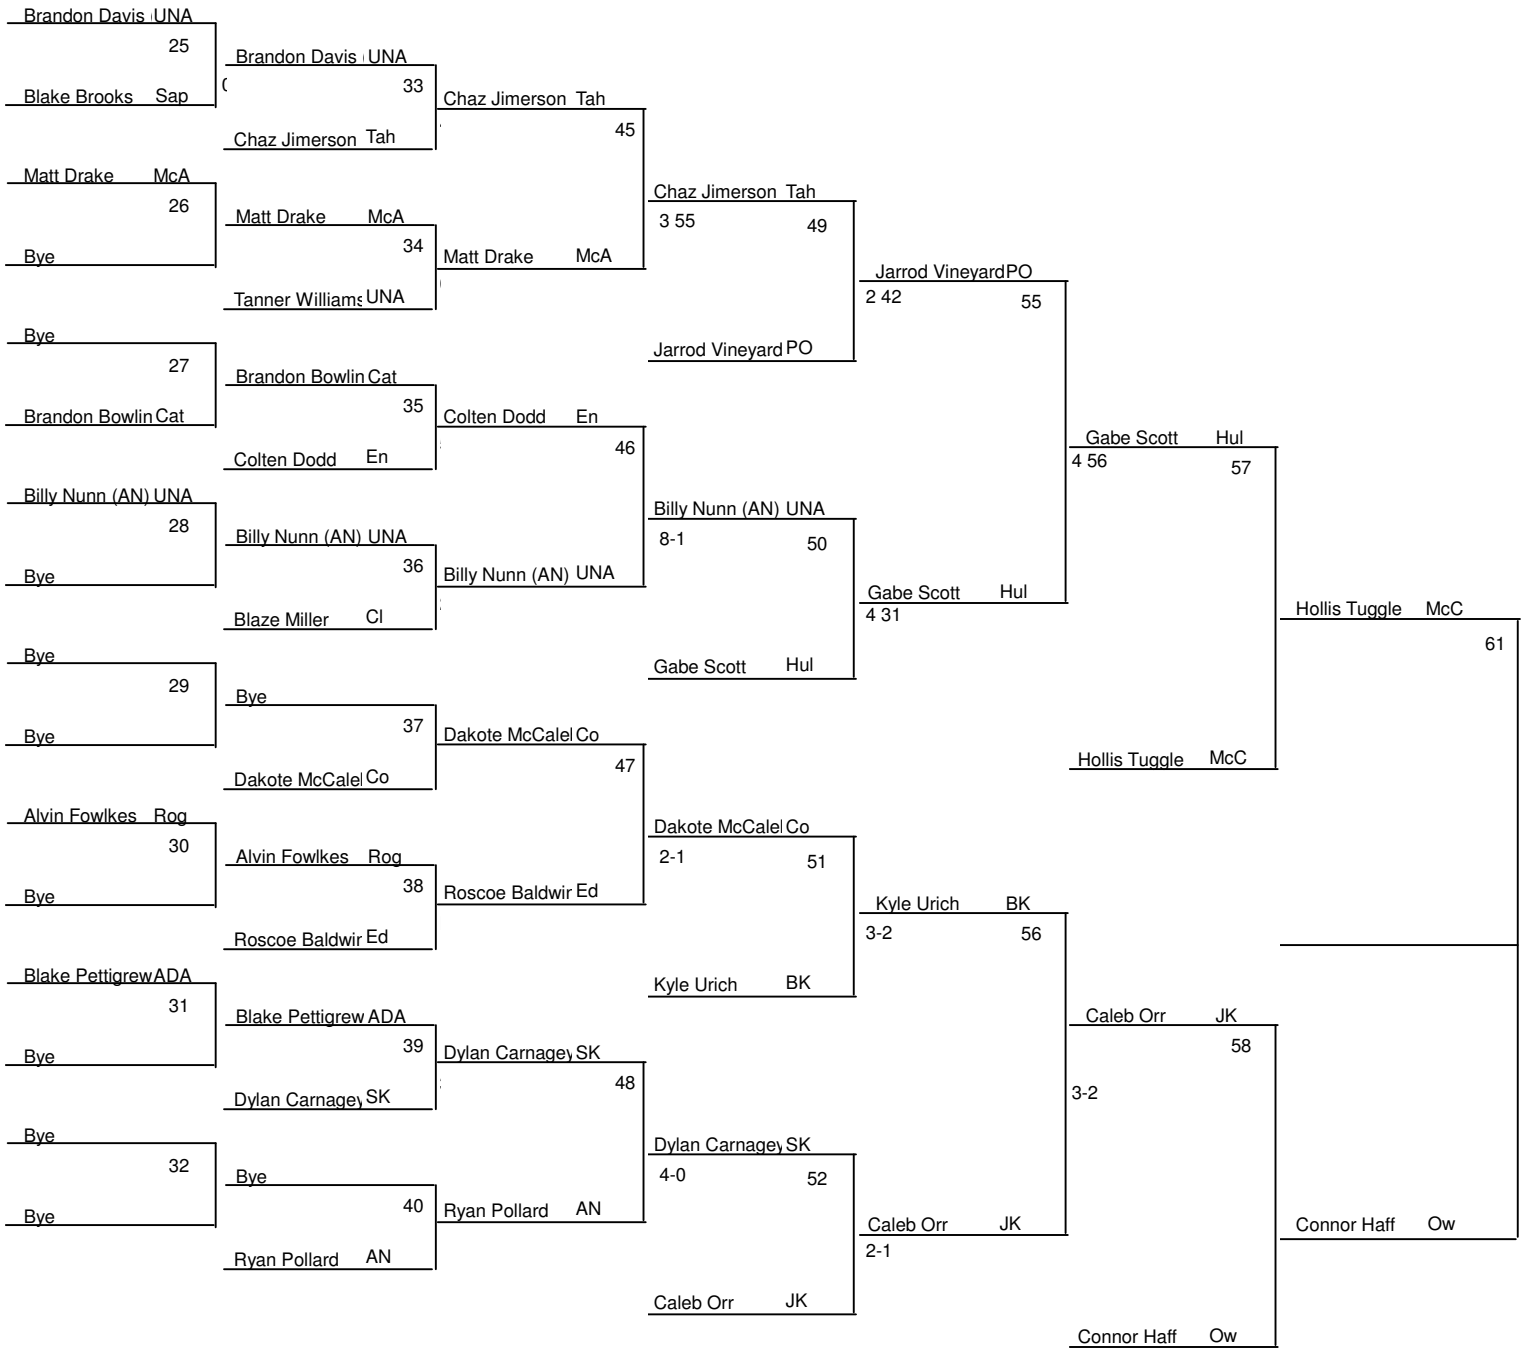 Brandon Davis UNA
25
Blake Brooks Sap
Matt Drake McA
26
Bye
Bye
27
Brandon Bowlin Cat
Billy Nunn (AN) UNA
28
Bye
Bye
29
Bye
Alvin Fowlkes Rog
30
Bye
Blake Pettigrew ADA
31
Bye
Bye
32
Bye
Brandon Davis UNA
33
Chaz Jimerson Tah
Matt Drake McA
34
Tanner Williams UNA
Brandon Bowlin Cat
35
Colten Dodd En
Billy Nunn (AN) UNA
36
Blaze Miller Cl
Bye
37
Dakote McCalel Co
Alvin Fowlkes Rog
38
Roscoe Baldwin Ed
Blake Pettigrew ADA
39
Dylan Carnagey SK
Bye
40
Ryan Pollard AN
Chaz Jimerson Tah
45
Matt Drake McA
Colten Dodd En
46
Billy Nunn (AN) UNA
Dakote McCalel Co
47
Roscoe Baldwin Ed
Dylan Carnagey SK
48
Ryan Pollard AN
Chaz Jimerson Tah
3 55 49
Jarrod Vineyard PO
Billy Nunn (AN) UNA
8-1 50
Gabe Scott Hul
Dakote McCalel Co
2-1 51
Kyle Urich BK
Dylan Carnagey SK
4-0 52
Caleb Orr JK
Jarrod Vineyard PO
2 42 55
Gabe Scott Hul
4 31
Kyle Urich BK
3-2 56
Caleb Orr JK
2-1
Gabe Scott Hul
4 56 57
Hollis Tuggle McC
Caleb Orr JK
58
3-2
Connor Haff Ow
Hollis Tuggle McC
61
Connor Haff Ow